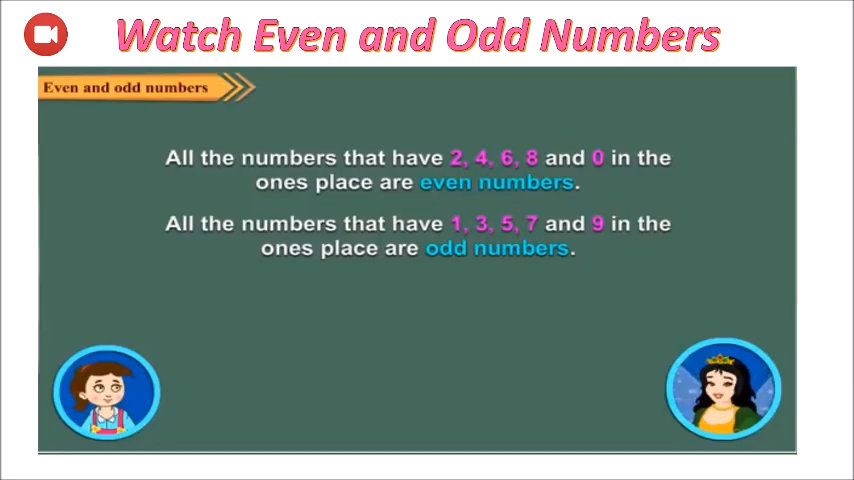 Watch Even and Odd Numbers
Even and odd numbers
All the numbers that have 2, 4, 6, 8 and 0 in the
ones place are even numbers.
All the numbers that have 1, 3, 5, 7 and 9 in the
ones place are odd numbers.